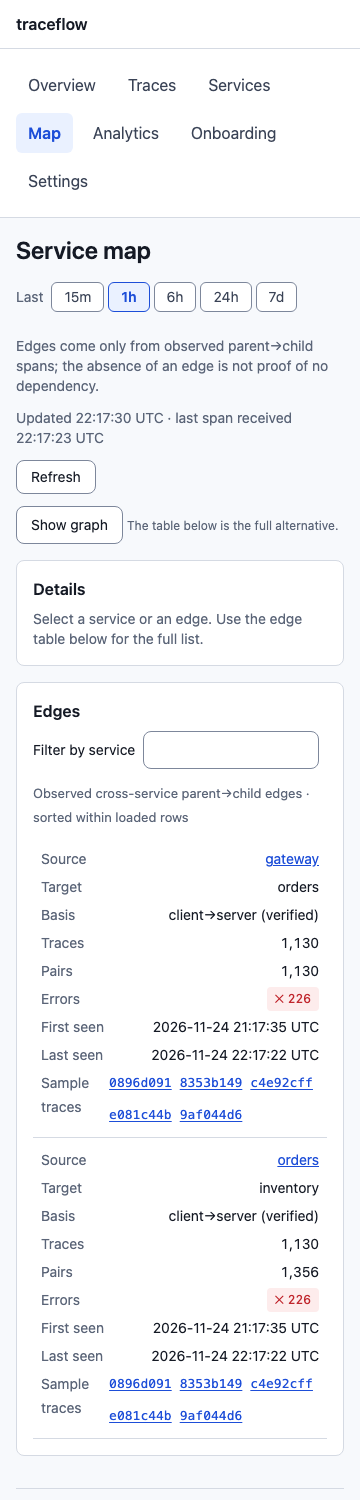 traceflow
Overview Traces Services
Map Analytics Onboarding
Settings
Service map
Last 15m 1h 6h 24h 7d
Edges come only from observed parent→child
spans; the absence of an edge is not proof of no
dependency.
Updated 22:17:30 UTC · last span received
22:17:23 UTC
Refresh
Show graph The table below is the full alternative.
Details
Select a service or an edge. Use the edge
table below for the full list.
Edges
Filter by service
Observed cross-service parent→child edges ·
sorted within loaded rows
Source gateway
Target orders
Basis client→server (verified)
Traces 1,130
Pairs 1,130
Errors × 226
First seen 2026-11-24 21:17:35 UTC
Last seen 2026-11-24 22:17:22 UTC
Sample 0896d091 8353b149 c4e92cff
traces e081c44b 9af044d6
Source orders
Target inventory
Basis client→server (verified)
Traces 1,130
Pairs 1,356
Errors × 226
First seen 2026-11-24 21:17:35 UTC
Last seen 2026-11-24 22:17:22 UTC
Sample 0896d091 8353b149 c4e92cff
traces e081c44b 9af044d6